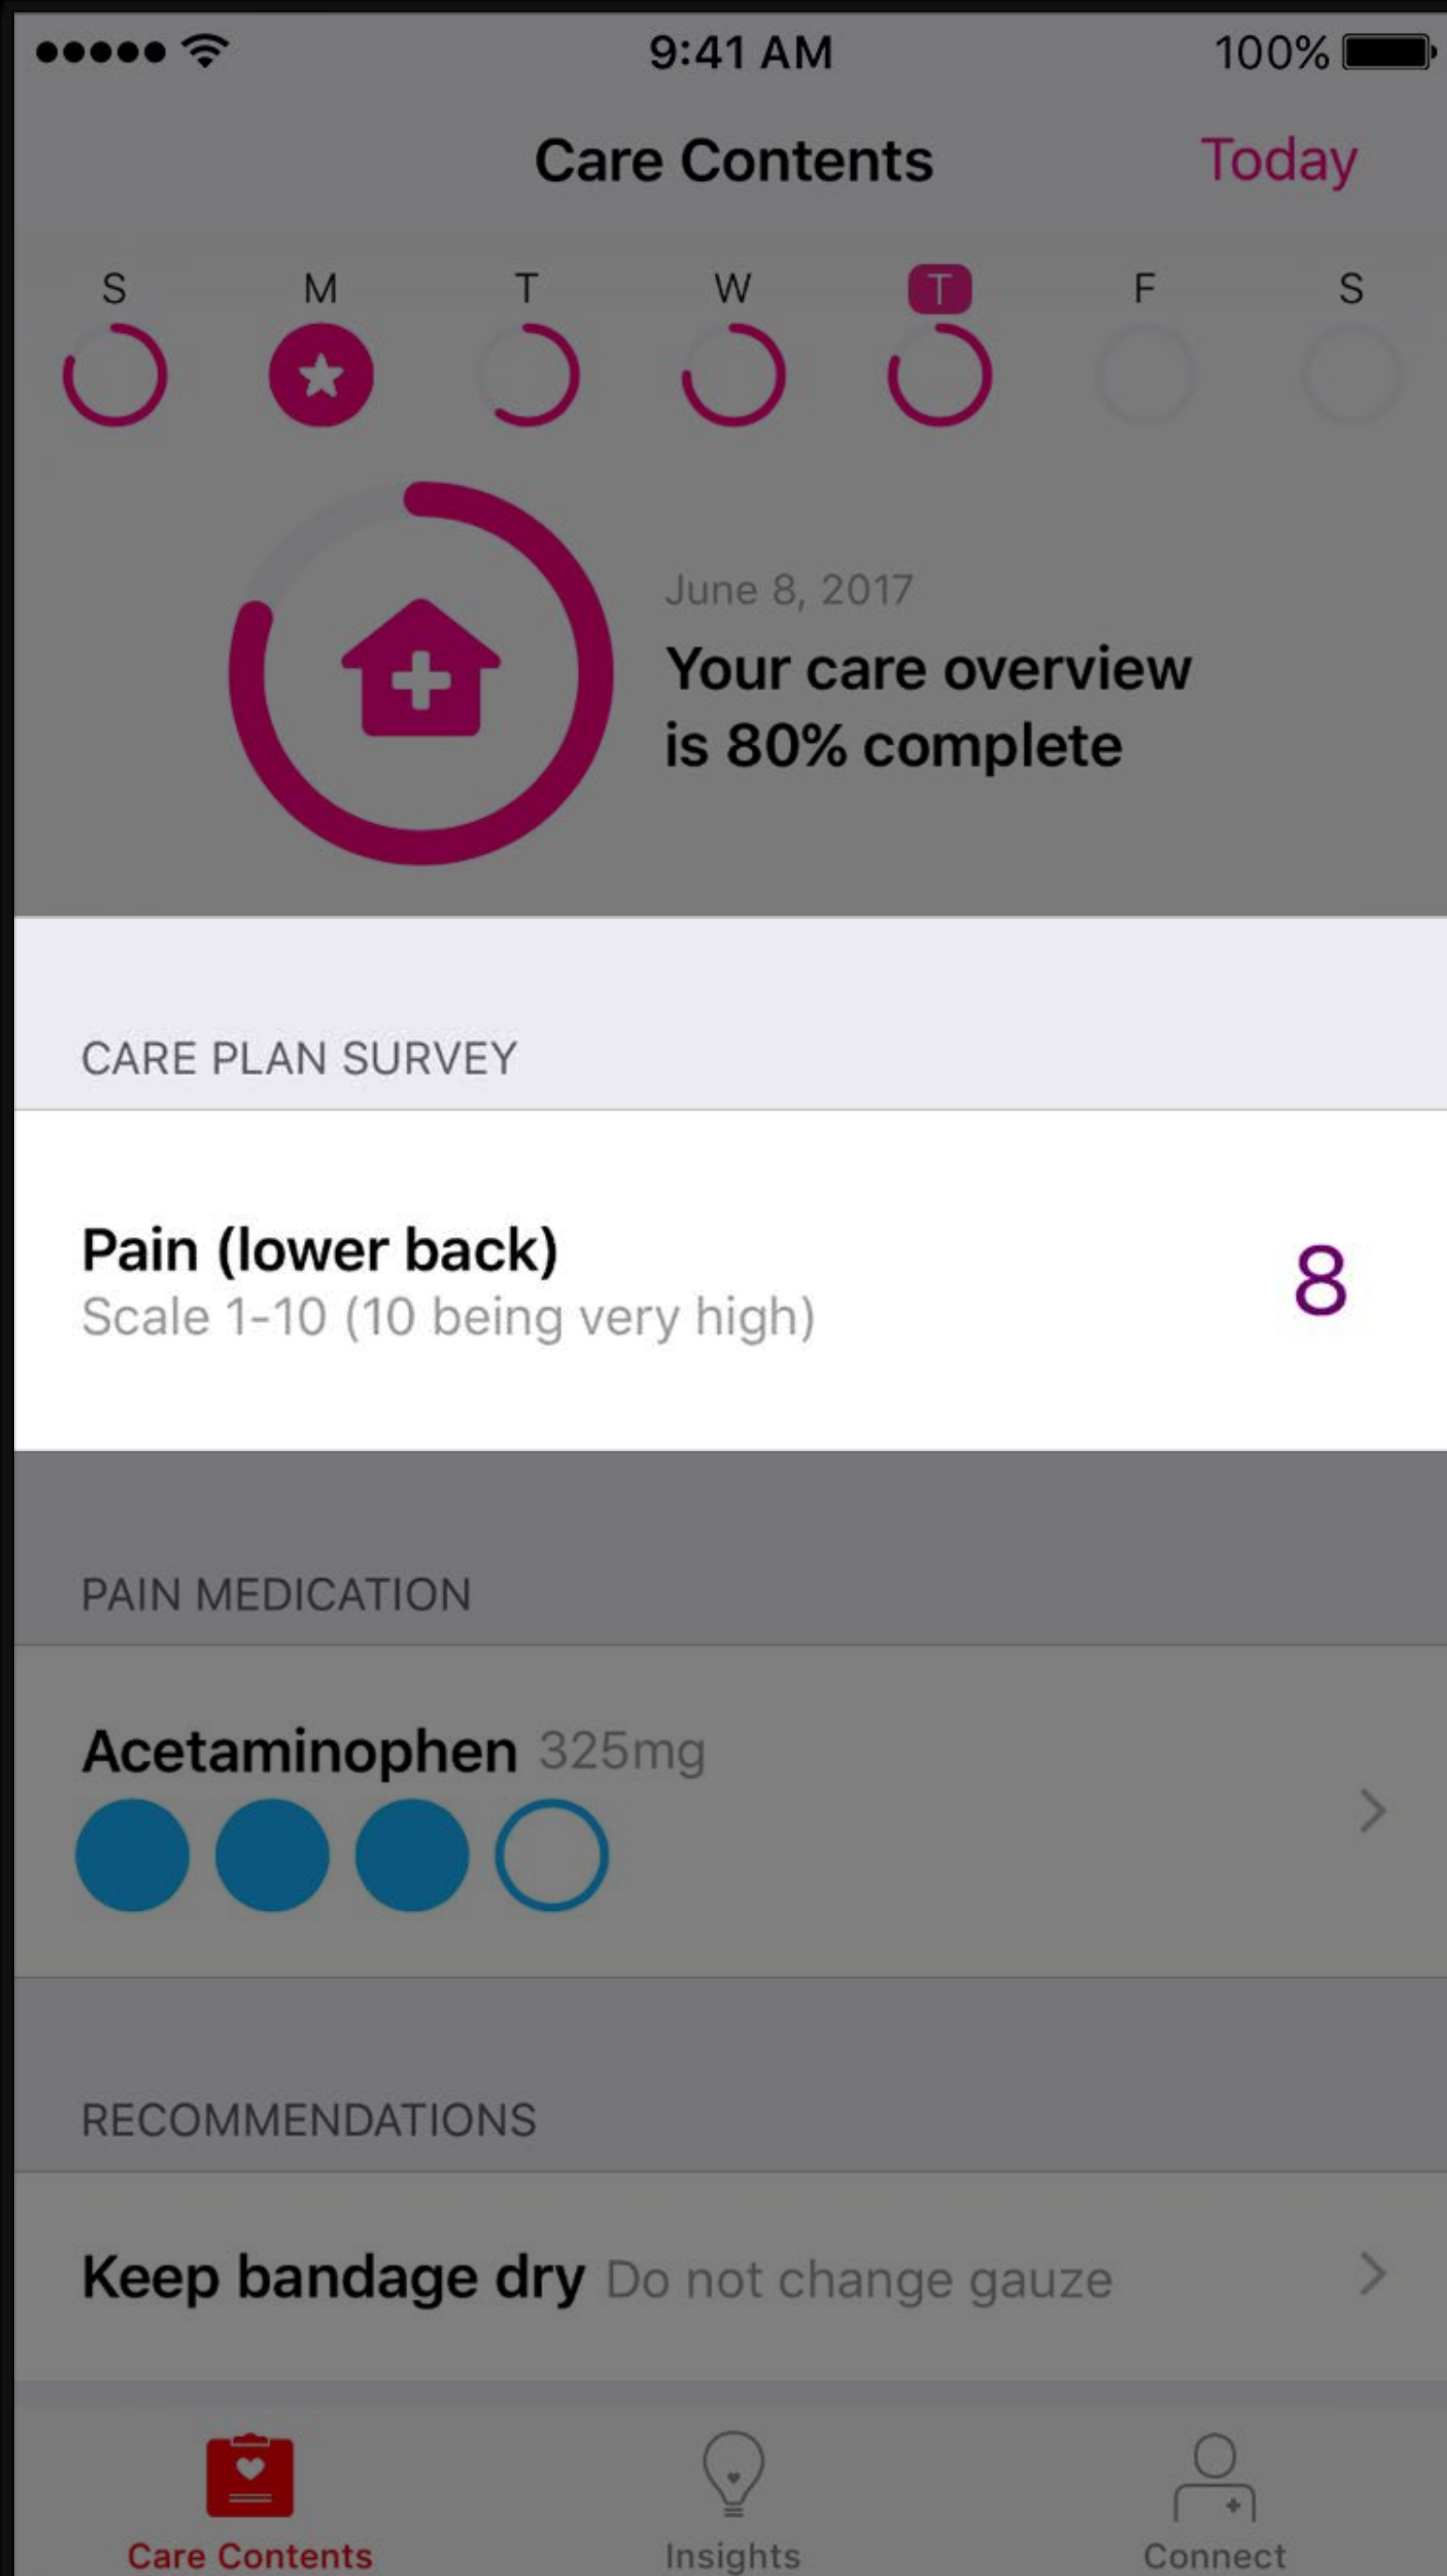 9:41 AM 100%
Care Contents Today
S M T W T F S
June 8, 2017
Your care overview
is 80% complete
CARE PLAN SURVEY
Pain (lower back)
8
Scale 1-10 (10 being very high)
PAIN MEDICATION
Acetaminophen 325mg
RECOMMENDATIONS
Keep bandage dry Do not change gauze
Care Contents Insights Connect